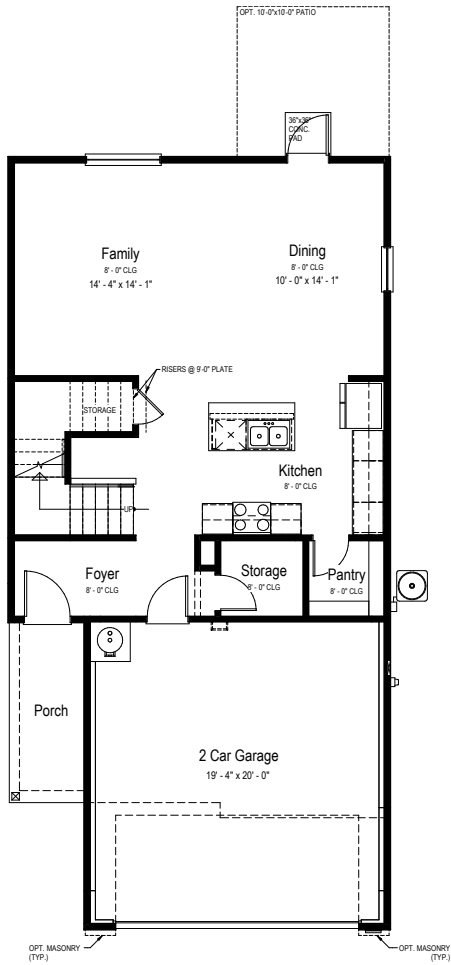 OPT. 10'-0"x10'-0" PATIO
36"x36"
CONC.
PAD
Family
8' - 0" CLG
14' - 4" x 14' - 1"
Dining
8' - 0" CLG
10' - 0" x 14' - 1"
RISERS @ 9'-0" PLATE
STORAGE
Kitchen
8' - 0" CLG
UP
Foyer
8' - 0" CLG
Storage
8' - 0" CLG
Pantry
8' - 0" CLG
Porch
2 Car Garage
19' - 4" x 20' - 0"
OPT. MASONRY
(TYP.)
OPT. MASONRY
(TYP.)